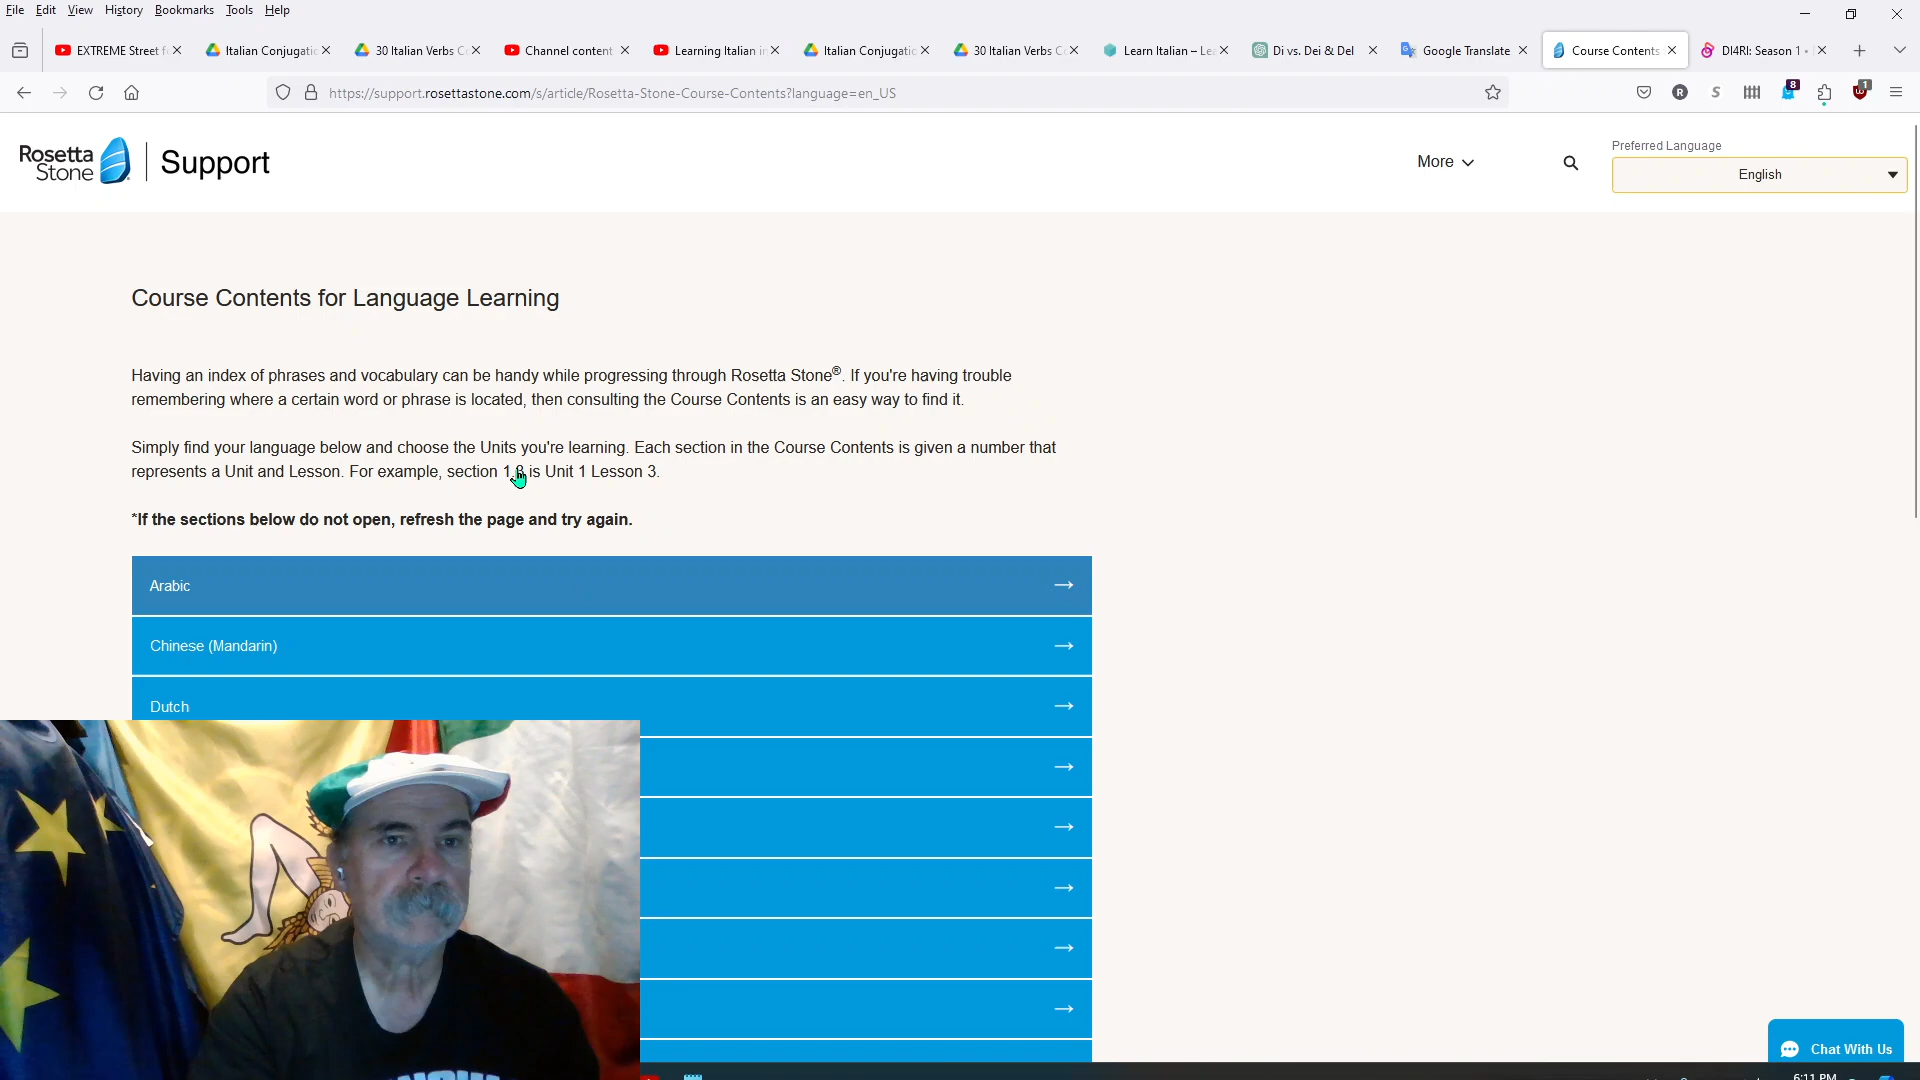 File Edit View History Bookmarks Tools Help
EXTREME Street f
Italian Conjugatio
30 Italian Verbs C
Channel content
Learning Italian i
Italian Conjugatio
30 Italian Verbs C
Learn Italian – Le
Di vs. Dei & Del
Google Translate
Course Contents
DI4RI: Season 1 •
https://support.rosettastone.com/s/article/Rosetta-Stone-Course-Contents?language=en_US
R
S
8
1
Rosetta
Stone
Support
More
Preferred Language
English
Course Contents for Language Learning
Having an index of phrases and vocabulary can be handy while progressing through Rosetta Stone®. If you're having trouble
remembering where a certain word or phrase is located, then consulting the Course Contents is an easy way to find it.
Simply find your language below and choose the Units you're learning. Each section in the Course Contents is given a number that
represents a Unit and Lesson. For example, section 1.3 is Unit 1 Lesson 3.
*If the sections below do not open, refresh the page and try again.
Arabic
Chinese (Mandarin)
Dutch
Chat With Us
6:11 PM